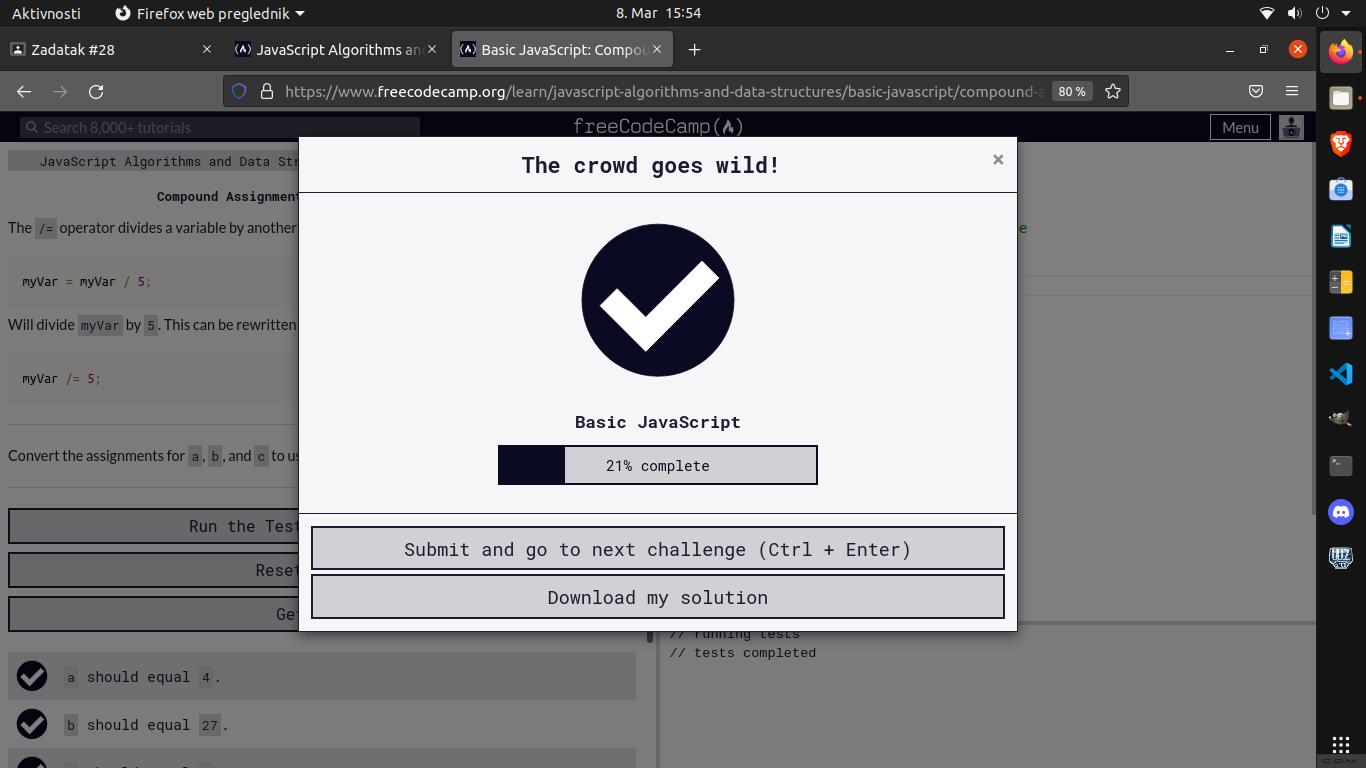 Aktivnosti
Firefox web preglednik
8. Mar 15:54
Zadatak #28
JavaScript Algorithms an
Basic JavaScript: Compou
https://www.freecodecamp.org/learn/javascript-algorithms-and-data-structures/basic-javascript/compound-a
80 %
Search 8,000+ tutorials
freeCodeCamp
Menu
JavaScript Algorithms and Data Str
Compound Assignment
The /= operator divides a variable by another
myVar = myVar / 5;
Will divide myVar by 5. This can be rewritten
myVar /= 5;
Convert the assignments for a, b, and c to us
Run the Test
Reset
Get
a should equal 4.
b should equal 27.
The crowd goes wild!
×
Basic JavaScript
21% complete
Submit and go to next challenge (Ctrl + Enter)
Download my solution
e
// running tests
// tests completed